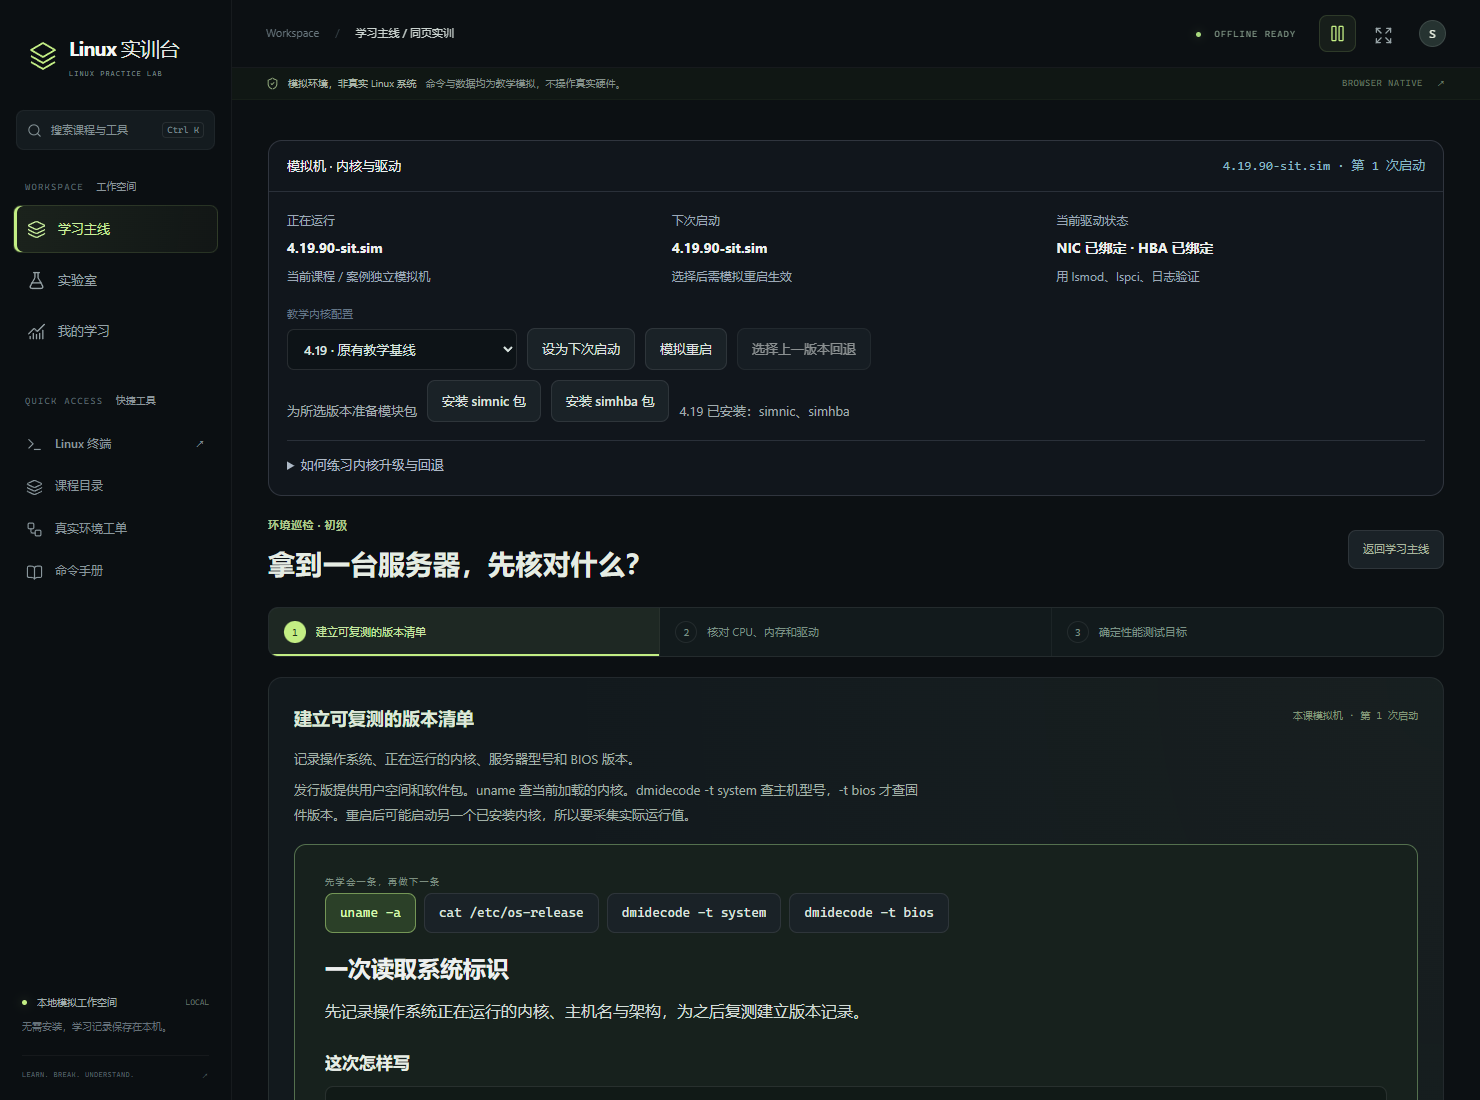 Linux 实训台
LINUX PRACTICE LAB
搜索课程与工具 Ctrl K
WORKSPACE 工作空间
学习主线
实验室
我的学习
QUICK ACCESS 快捷工具
Linux 终端 ↗
课程目录
真实环境工单
命令手册
本地模拟工作空间 LOCAL
无需安装，学习记录保存在本机。
LEARN. BREAK. UNDERSTAND. ↗
Workspace / 学习主线 / 同页实训
OFFLINE READY
S
模拟环境，非真实 Linux 系统 命令与数据均为教学模拟，不操作真实硬件。
BROWSER NATIVE ↗
模拟机 · 内核与驱动
4.19.90-sit.sim · 第 1 次启动
正在运行
4.19.90-sit.sim
当前课程 / 案例独立模拟机
下次启动
4.19.90-sit.sim
选择后需模拟重启生效
当前驱动状态
NIC 已绑定 · HBA 已绑定
用 lsmod、lspci、日志验证
教学内核配置
4.19 · 原有教学基线 设为下次启动 模拟重启 选择上一版本回退
为所选版本准备模块包 安装 simnic 包 安装 simhba 包 4.19 已安装：simnic、simhba
▶ 如何练习内核升级与回退
环境巡检 · 初级
拿到一台服务器，先核对什么？
返回学习主线
1 建立可复测的版本清单
2 核对 CPU、内存和驱动
3 确定性能测试目标
建立可复测的版本清单
本课模拟机 · 第 1 次启动
记录操作系统、正在运行的内核、服务器型号和 BIOS 版本。
发行版提供用户空间和软件包。uname 查当前加载的内核。dmidecode -t system 查主机型号，-t bios 才查固
件版本。重启后可能启动另一个已安装内核，所以要采集实际运行值。
先学会一条，再做下一条
uname -a cat /etc/os-release dmidecode -t system dmidecode -t bios
一次读取系统标识
先记录操作系统正在运行的内核、主机名与架构，为之后复测建立版本记录。
这次怎样写